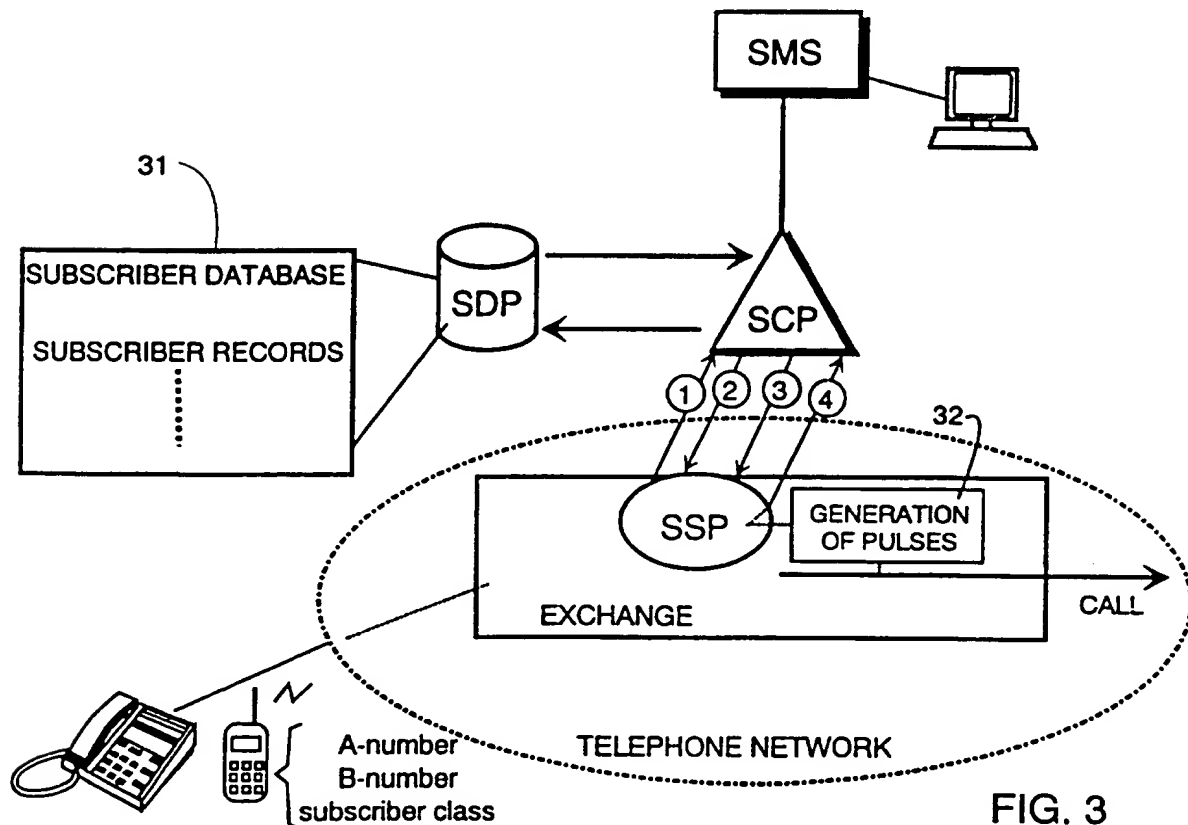 SMS
31
SUBSCRIBER DATABASE
SUBSCRIBER RECORDS
SDP
SCP
1
2
3
4
32
SSP
GENERATION
OF PULSES
EXCHANGE
CALL
A-number
B-number
subscriber class
TELEPHONE NETWORK
FIG. 3